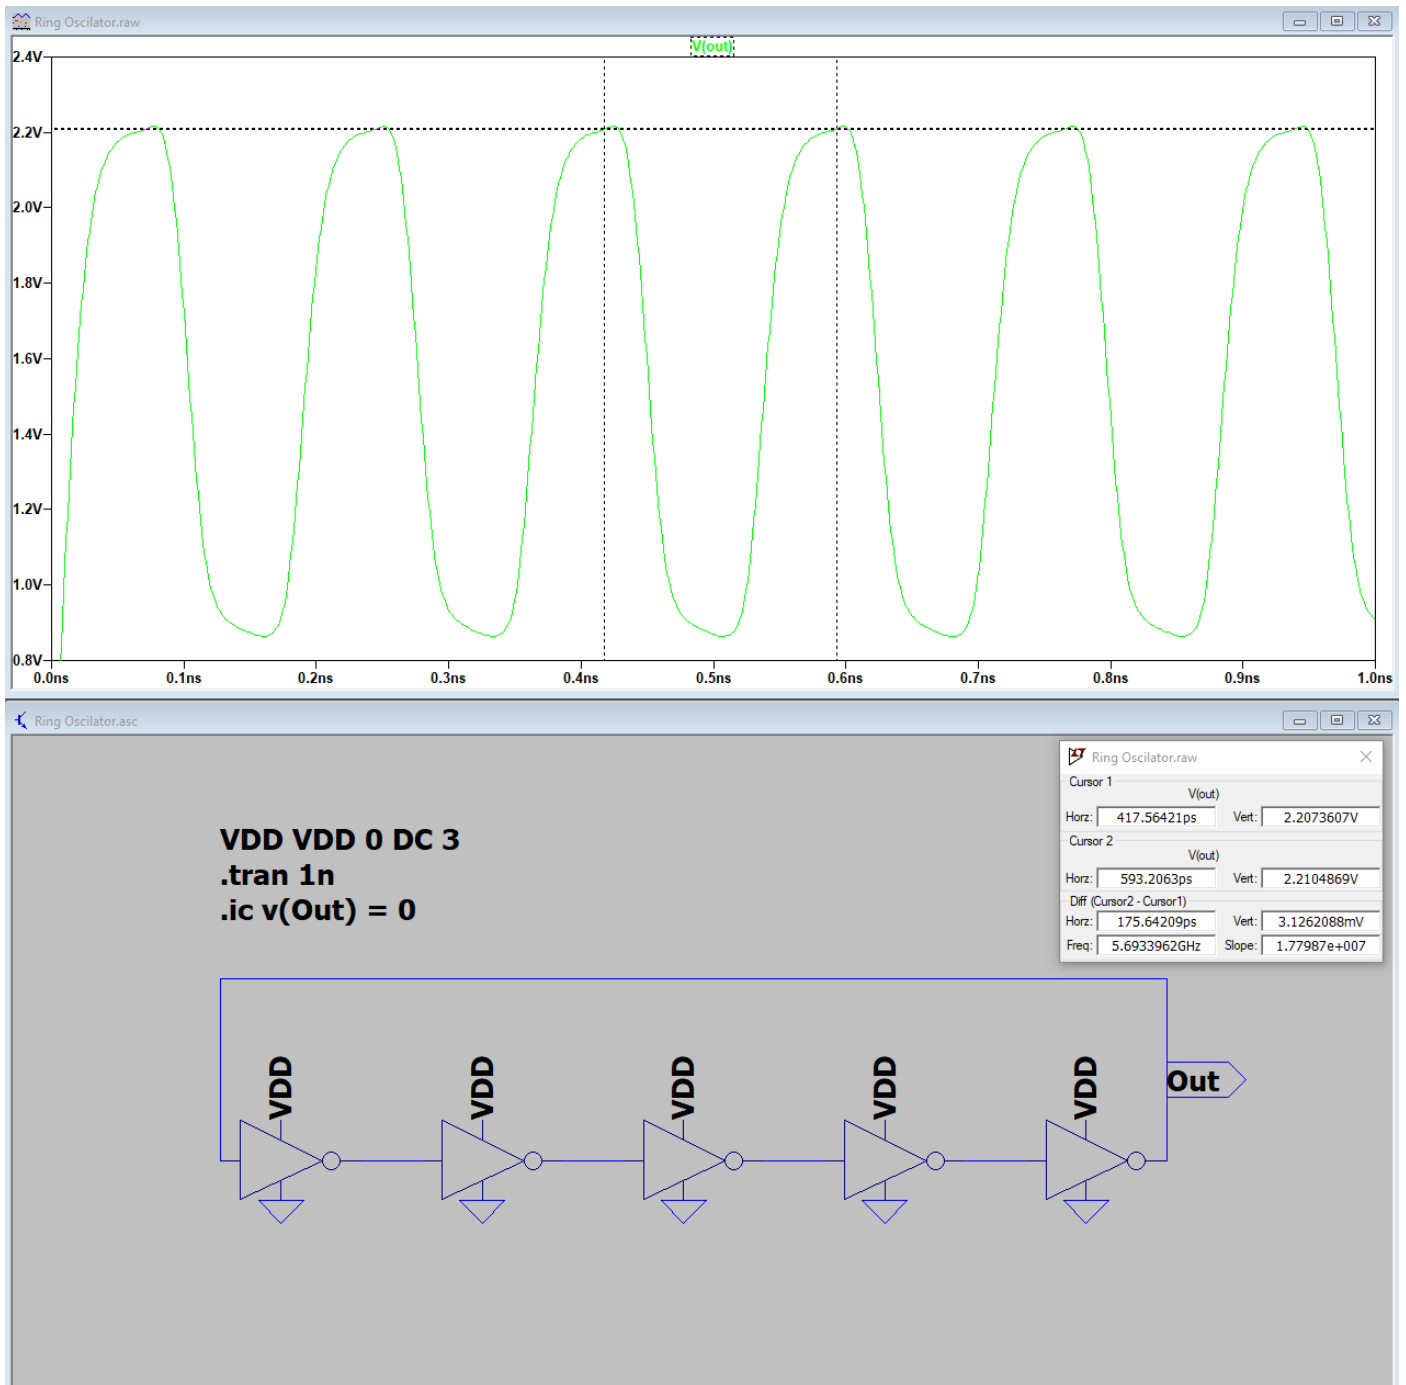 Ring Oscilator.raw
V(out)
2.4V
2.2V
2.0V
1.8V
1.6V
1.4V
1.2V
1.0V
0.8V
0.0ns 0.1ns 0.2ns 0.3ns 0.4ns 0.5ns 0.6ns 0.7ns 0.8ns 0.9ns 1.0ns
Ring Oscilator.asc
Ring Oscilator.raw
Cursor 1
V(out)
Horz: 417.56421ps Vert: 2.2073607V
Cursor 2
V(out)
Horz: 593.2063ps Vert: 2.2104869V
Diff (Cursor2 - Cursor1)
Horz: 175.64209ps Vert: 3.1262088mV
Freq: 5.6933962GHz Slope: 1.77987e+007
VDD VDD 0 DC 3
.tran 1n
.ic v(Out) = 0
VDD VDD VDD VDD VDD
Out